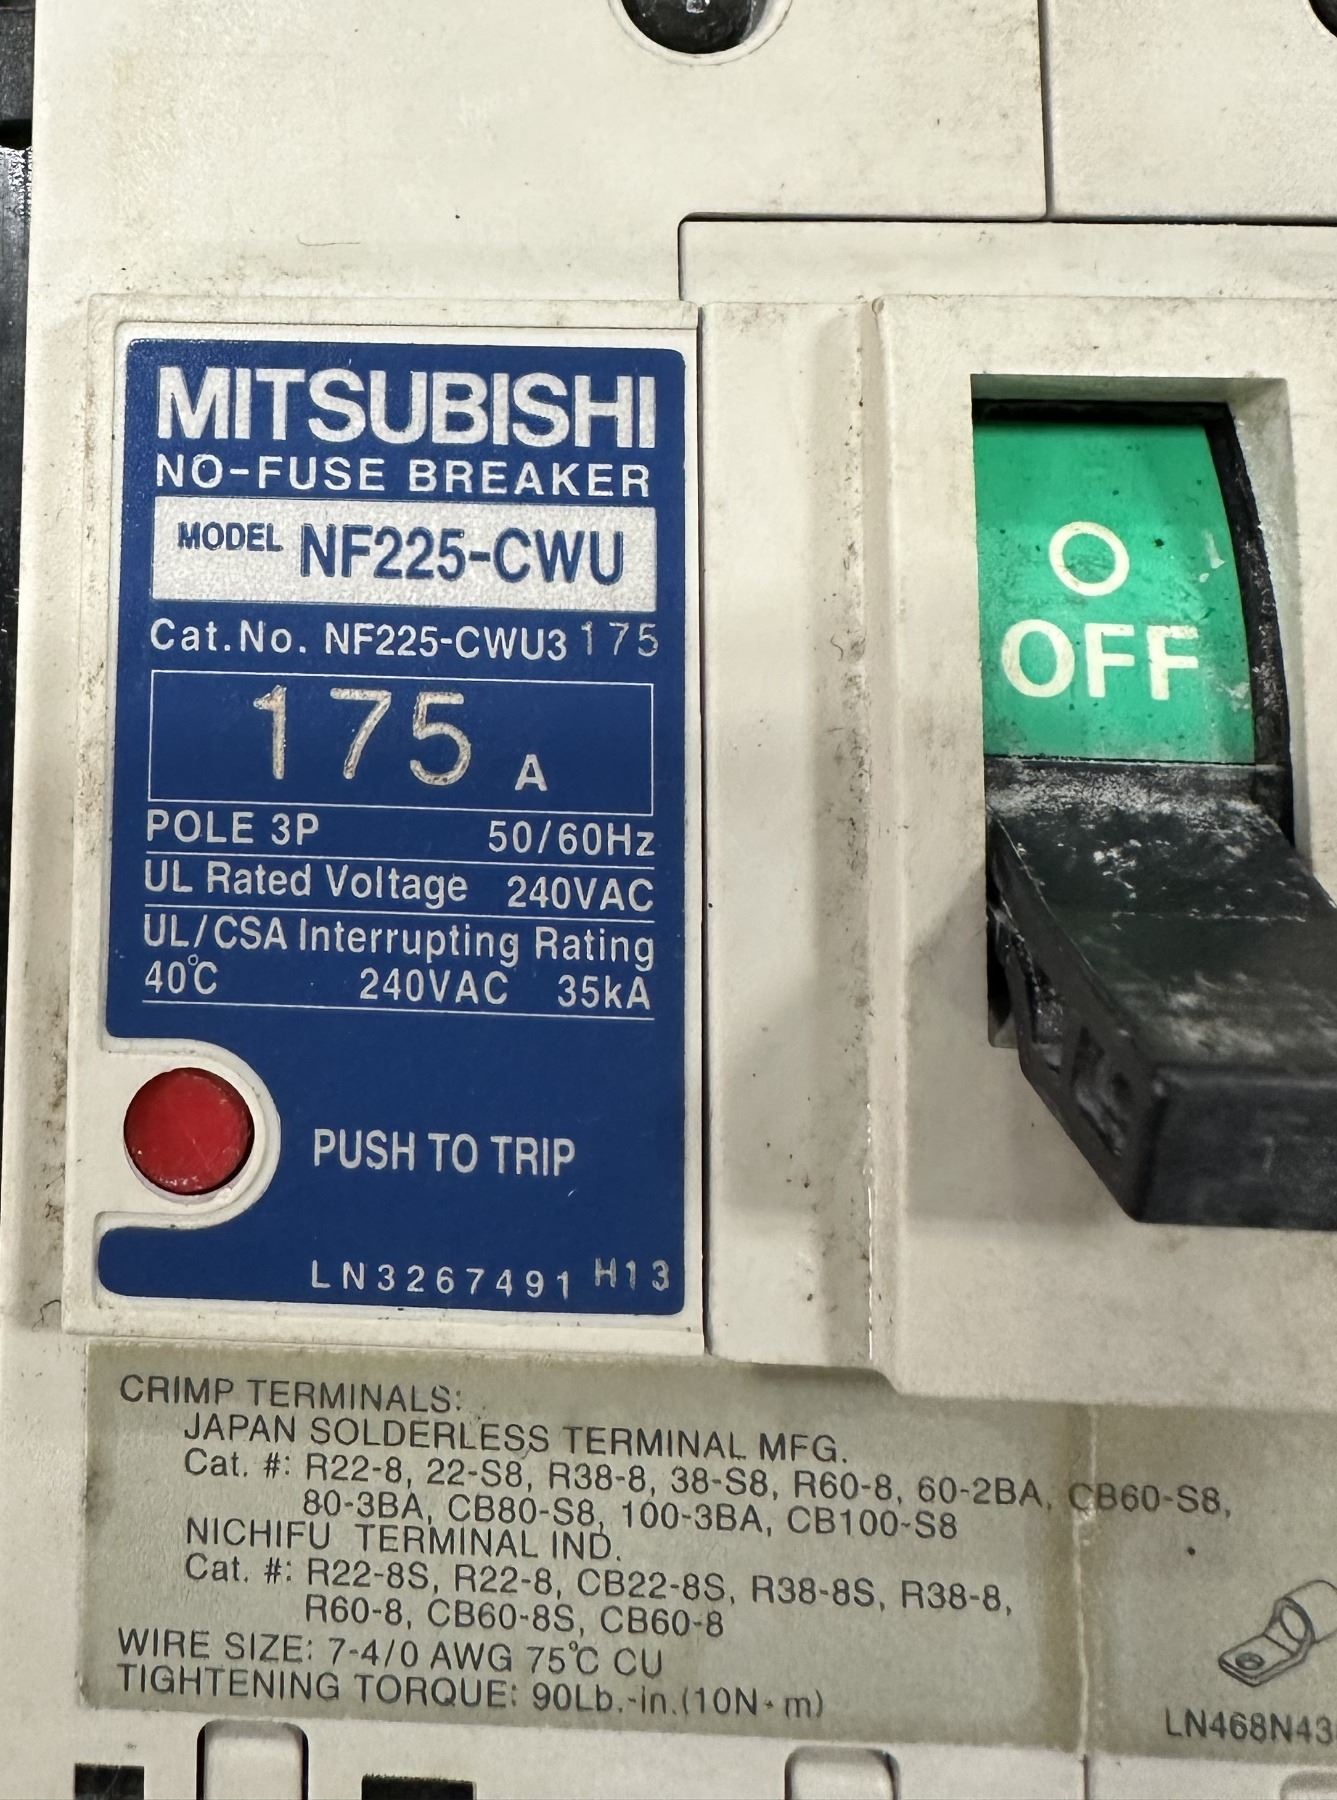 MITSUBISHI
NO-FUSE BREAKER
MODEL NF225-CWU
Cat.No. NF225-CWU3 175
175 A
POLE 3P 50/60Hz
UL Rated Voltage 240VAC
UL/CSA Interrupting Rating
40℃ 240VAC 35kA
PUSH TO TRIP
LN3267491 H13
O
OFF
CRIMP TERMINALS:
JAPAN SOLDERLESS TERMINAL MFG.
Cat. #: R22-8, 22-S8, R38-8, 38-S8, R60-8, 60-2BA, CB60-S8,
80-3BA, CB80-S8, 100-3BA, CB100-S8
NICHIFU TERMINAL IND.
Cat. #: R22-8S, R22-8, CB22-8S, R38-8S, R38-8,
R60-8, CB60-8S, CB60-8
WIRE SIZE: 7-4/0 AWG 75℃ CU
TIGHTENING TORQUE: 90Lb.-in.(10N·m)